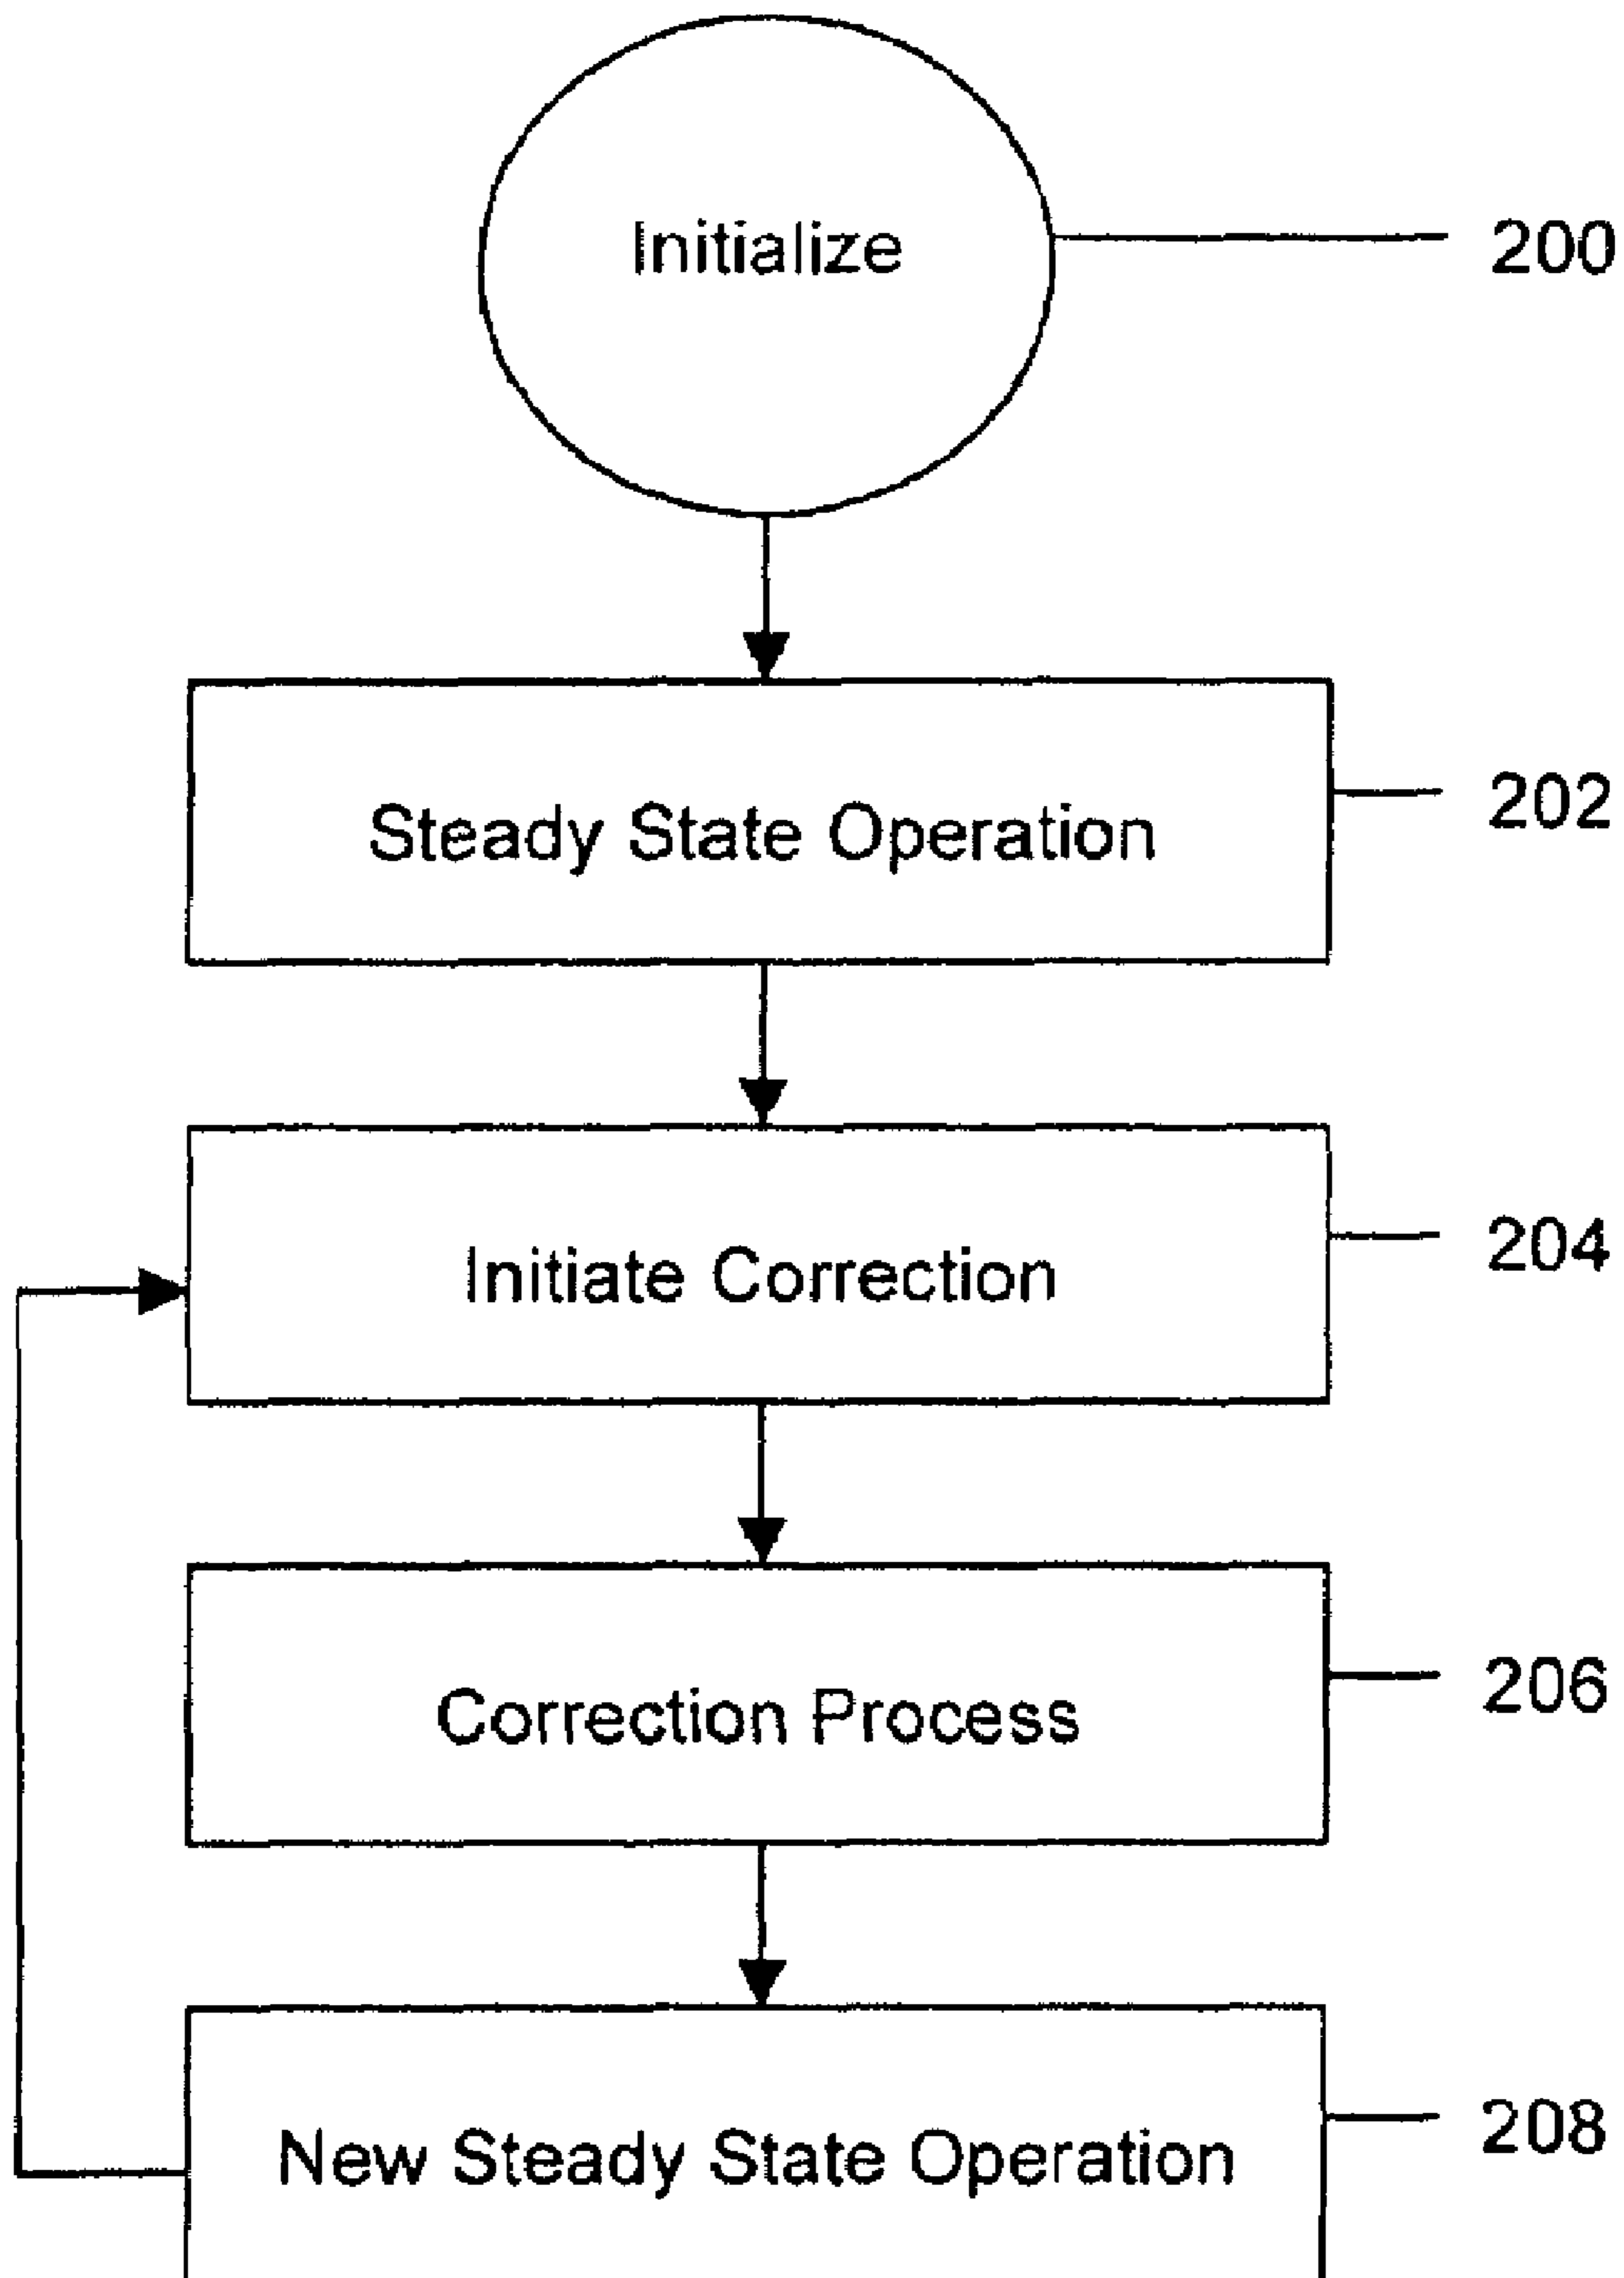 Initialize
200
Steady State Operation
202
Initiate Correction
204
Correction Process
206
New Steady State Operation
208